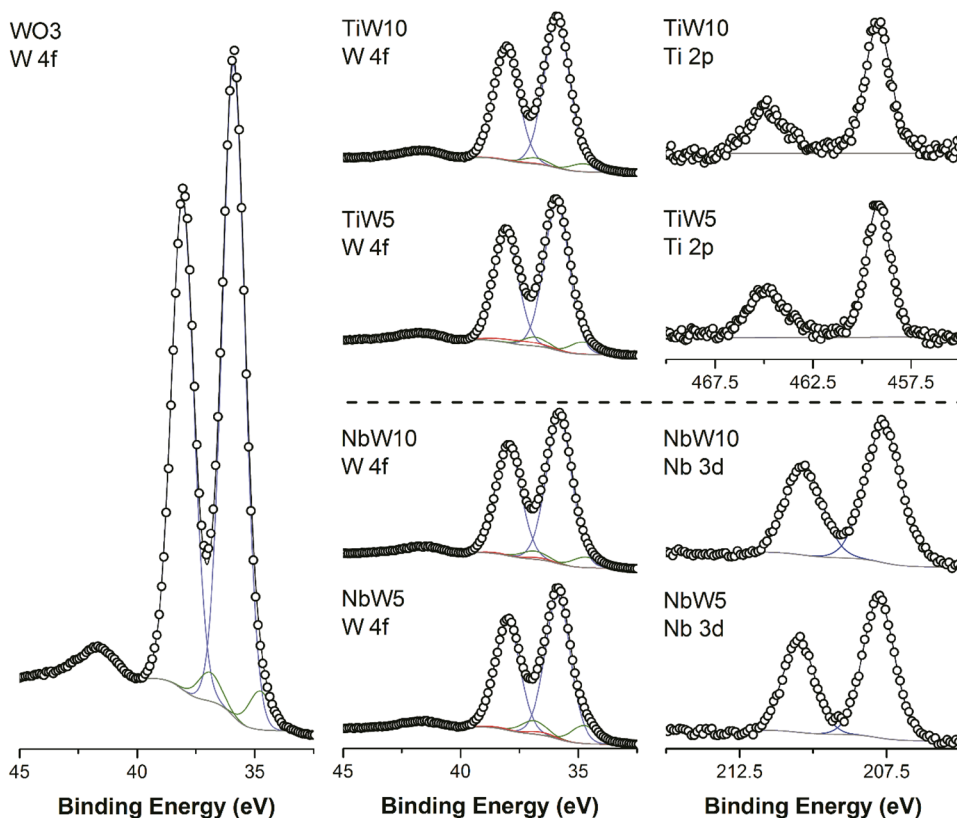 WO3
W 4f
TiW10
W 4f
TiW10
Ti 2p
TiW5
W 4f
TiW5
Ti 2p
467.5 462.5 457.5
NbW10
W 4f
NbW10
Nb 3d
NbW5
W 4f
NbW5
Nb 3d
45 40 35
45 40 35
212.5 207.5
Binding Energy (eV)
Binding Energy (eV)
Binding Energy (eV)